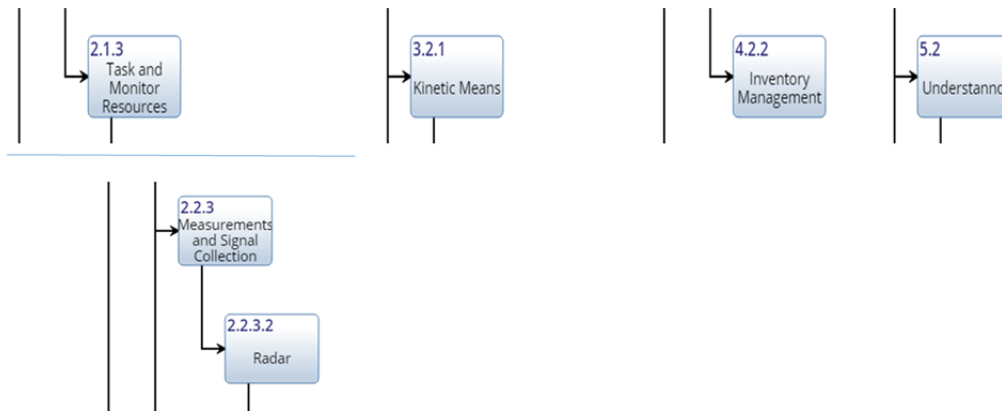 2.1.3
Task and
Monitor
Resources
3.2.1
Kinetic Means
4.2.2
Inventory
Management
5.2
Understannd
2.2.3
Measurements
and Signal
Collection
2.2.3.2
Radar